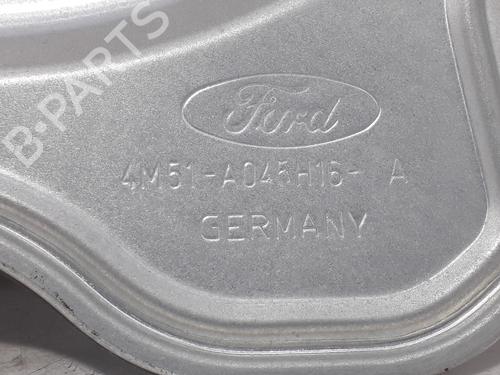 B-PARTS
Ford
4M51-A045H16- A
GERMANY